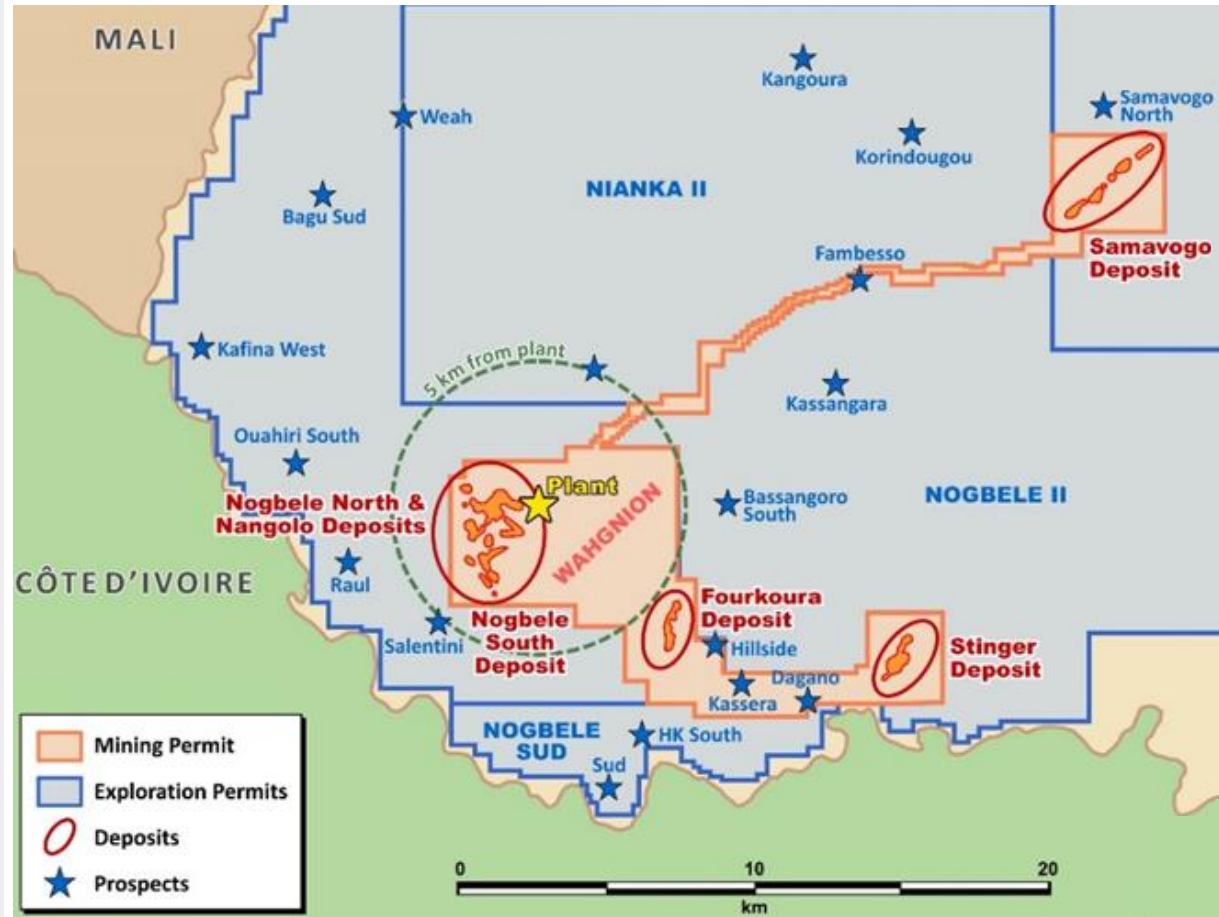 MALI
Kangoura
Weah
Samavogo
North
Korindougou
NIANKA II
Bagu Sud
Fambesso
Samavogo
Deposit
Kafina West
5 km from plant
Kassangara
Ouahiri South
Nogbele North &
Nangolo Deposits
Plant
Bassangoro
South
NOGBELE II
WAHGNION
CÔTE D'IVOIRE
Raul
Fourkoura
Deposit
Salentini
Nogbele
South
Deposit
Hillside
Stinger
Deposit
Dagano
Kassera
NOGBELE
SUD
HK South
Sud
Mining Permit
Exploration Permits
Deposits
Prospects
0 10 20
km